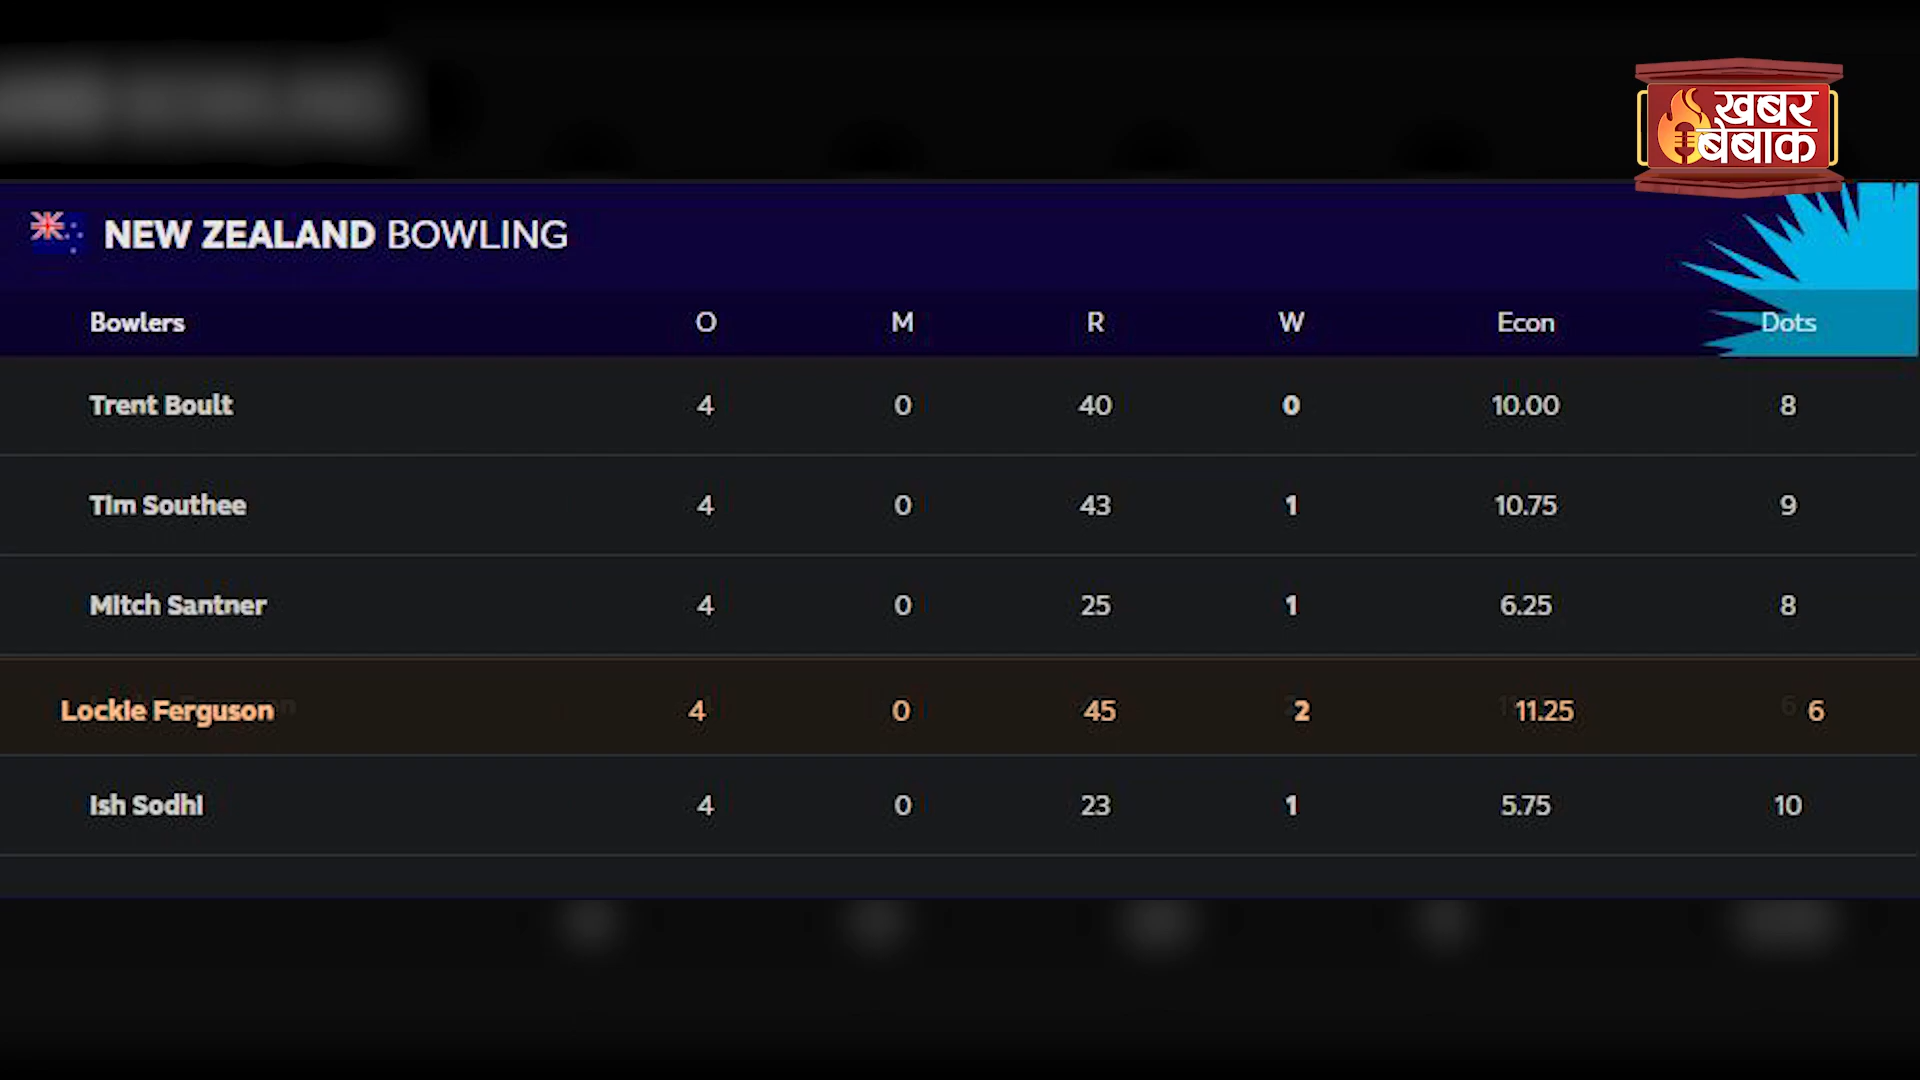 ख़बर
बेबाक
NEW ZEALAND BOWLING
Bowlers O M R W Econ Dots
Trent Boult 4 0 40 0 10.00 8
Tim Southee 4 0 43 1 10.75 9
Mitch Santner 4 0 25 1 6.25 8
Lockie Ferguson 4 0 45 2 11.25 6
Ish Sodhi 4 0 23 1 5.75 10